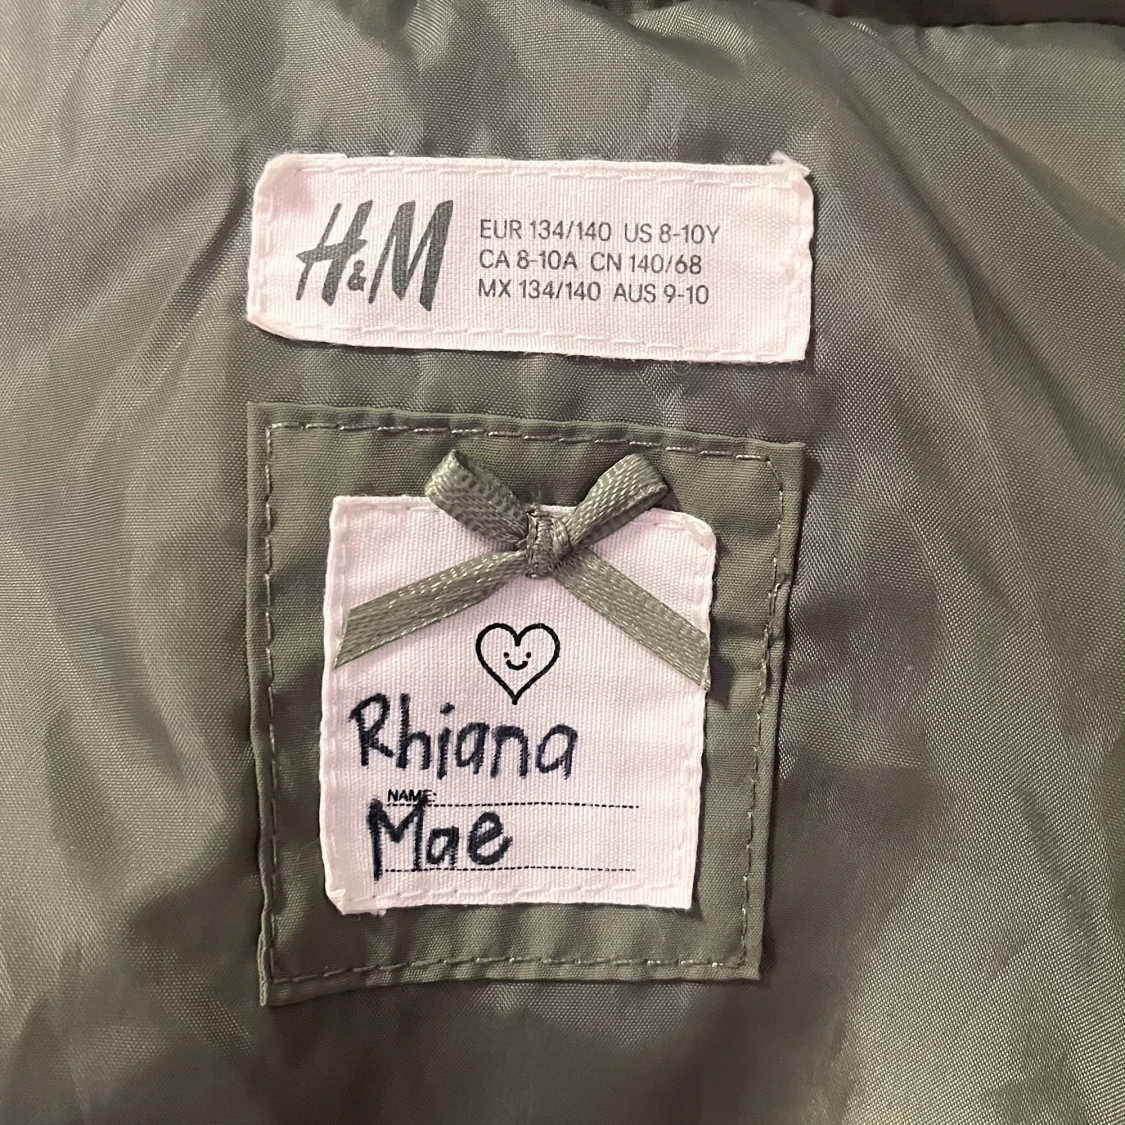 H&M
EUR 134/140 US 8-10Y
CA 8-10A CN 140/68
MX 134/140 AUS 9-10
Rhiana
NAME:
Mae